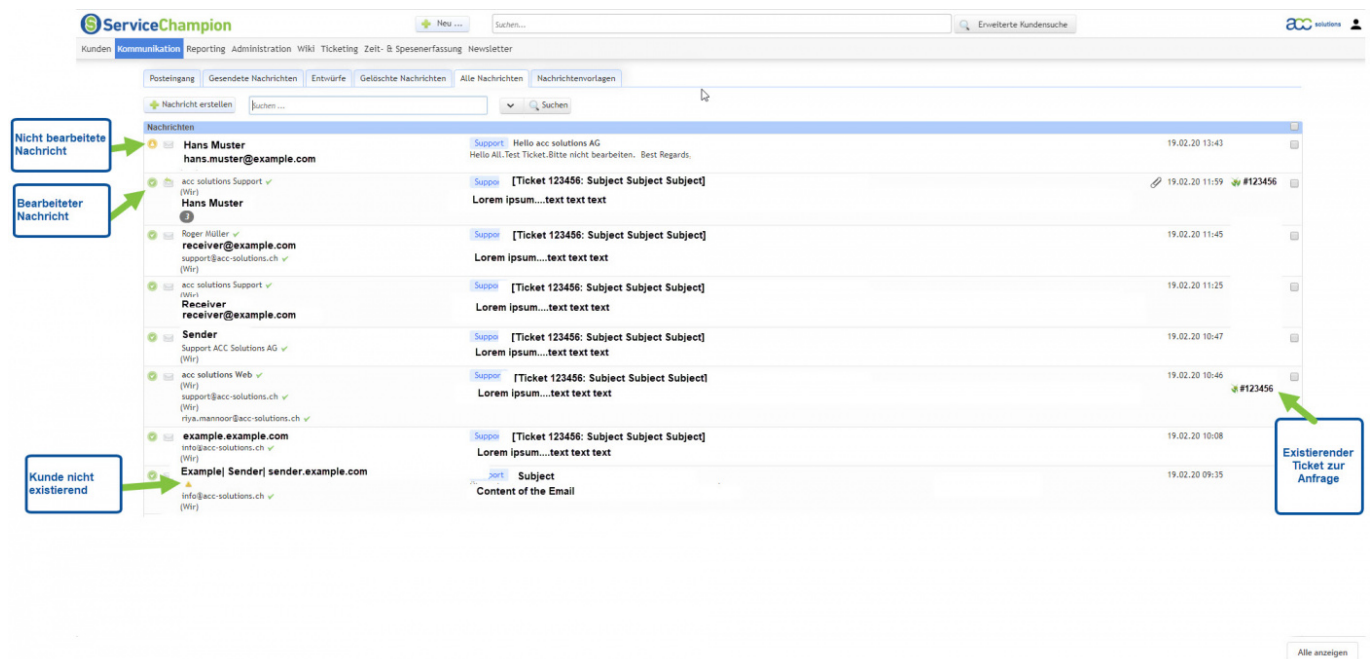 ServiceChampion
Neu ...
Suchen...
Erweiterte Kundensuche
acc solutions
Kunden Kommunikation Reporting Administration Wiki Ticketing Zeit- & Spesenerfassung Newsletter
Posteingang Gesendete Nachrichten Entwürfe Gelöschte Nachrichten Alle Nachrichten Nachrichtenvorlagen
Nachricht erstellen
Suchen ...
Suchen
Nachrichten
Nicht bearbeitete
Nachricht
Hans Muster
hans.muster@example.com
Support Hello acc solutions AG
Hello All.Test Ticket.Bitte nicht bearbeiten. Best Regards.
19.02.20 13:43
Bearbeiteter
Nachricht
acc solutions Support
(Wir)
Hans Muster
3
Suppor [Ticket 123456: Subject Subject Subject]
Lorem ipsum....text text text
19.02.20 11:59 #123456
Roger Müller
receiver@example.com
support@acc-solutions.ch
(Wir)
Suppor [Ticket 123456: Subject Subject Subject]
Lorem ipsum....text text text
19.02.20 11:45
acc solutions Support
(Wir)
Receiver
receiver@example.com
Suppor [Ticket 123456: Subject Subject Subject]
Lorem ipsum....text text text
19.02.20 11:25
Sender
Support ACC Solutions AG
(Wir)
Suppor [Ticket 123456: Subject Subject Subject]
Lorem ipsum....text text text
19.02.20 10:47
acc solutions Web
(Wir)
support@acc-solutions.ch
(Wir)
riya.mannoor@acc-solutions.ch
Suppor [Ticket 123456: Subject Subject Subject]
Lorem ipsum....text text text
19.02.20 10:46
#123456
example.example.com
info@acc-solutions.ch
(Wir)
Suppor [Ticket 123456: Subject Subject Subject]
Lorem ipsum....text text text
19.02.20 10:08
Existierender
Ticket zur
Anfrage
Kunde nicht
existierend
Example| Sender| sender.example.com
info@acc-solutions.ch
(Wir)
port Subject
Content of the Email
19.02.20 09:35
Alle anzeigen